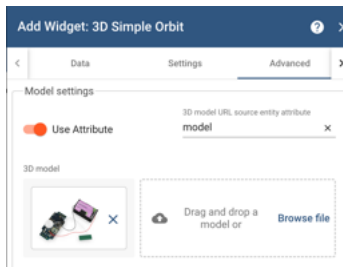 Add Widget: 3D Simple Orbit
Data Settings Advanced
Model settings
Use Attribute
3D model URL source entity attribute
model
3D model
Drag and drop a
model or
Browse file